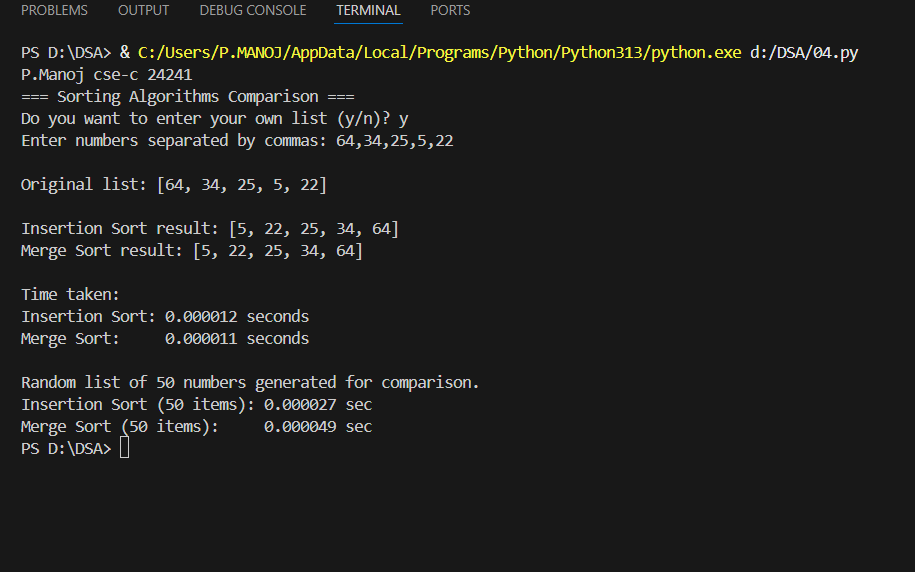 PROBLEMS OUTPUT DEBUG CONSOLE TERMINAL PORTS
PS D:\DSA> & C:/Users/P.MANOJ/AppData/Local/Programs/Python/Python313/python.exe d:/DSA/04.py
P.Manoj cse-c 24241
=== Sorting Algorithms Comparison ===
Do you want to enter your own list (y/n)? y
Enter numbers separated by commas: 64,34,25,5,22
Original list: [64, 34, 25, 5, 22]
Insertion Sort result: [5, 22, 25, 34, 64]
Merge Sort result: [5, 22, 25, 34, 64]
Time taken:
Insertion Sort: 0.000012 seconds
Merge Sort:     0.000011 seconds
Random list of 50 numbers generated for comparison.
Insertion Sort (50 items): 0.000027 sec
Merge Sort (50 items):     0.000049 sec
PS D:\DSA>